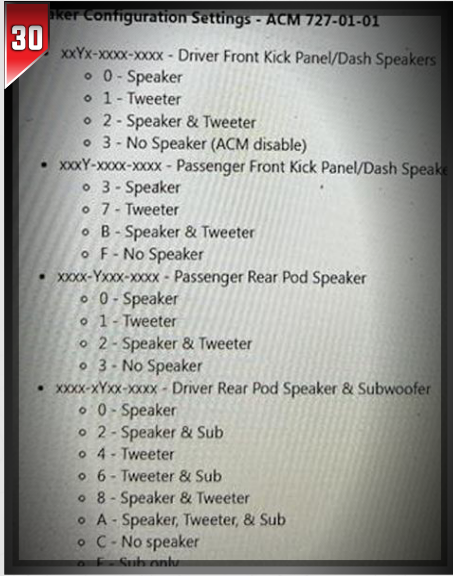 30
aker Configuration Settings - ACM 727-01-01
• xxYx-xxxx-xxxx - Driver Front Kick Panel/Dash Speakers
o 0 - Speaker
o 1 - Tweeter
o 2 - Speaker & Tweeter
o 3 - No Speaker (ACM disable)
• xxxY-xxxx-xxxx - Passenger Front Kick Panel/Dash Speake
o 3 - Speaker
o 7 - Tweeter
o B - Speaker & Tweeter
o F - No Speaker
• xxxx-Yxxx-xxxx - Passenger Rear Pod Speaker
o 0 - Speaker
o 1 - Tweeter
o 2 - Speaker & Tweeter
o 3 - No Speaker
• xxxx-xYxx-xxxx - Driver Rear Pod Speaker & Subwoofer
o 0 - Speaker
o 2 - Speaker & Sub
o 4 - Tweeter
o 6 - Tweeter & Sub
o 8 - Speaker & Tweeter
o A - Speaker, Tweeter, & Sub
o C - No speaker
o E - Sub only